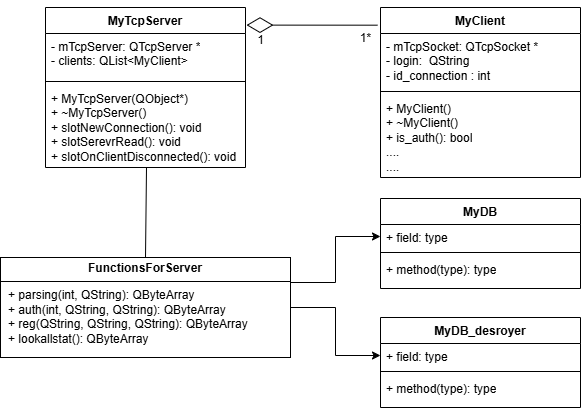 MyTcpServer
- mTcpServer: QTcpServer *
- clients: QList<MyClient>
+ MyTcpServer(QObject*)
+ ~MyTcpServer()
+ slotNewConnection(): void
+ slotSerevrRead(): void
+ slotOnClientDisconnected(): void
1
1*
MyClient
- mTcpSocket: QTcpSocket *
- login: QString
- id_connection : int
+ MyClient()
+ ~MyClient()
+ is_auth(): bool
....
....
MyDB
+ field: type
+ method(type): type
FunctionsForServer
+ parsing(int, QString): QByteArray
+ auth(int, QString, QString): QByteArray
+ reg(QString, QString, QString): QByteArray
+ lookallstat(): QByteArray
MyDB_desroyer
+ field: type
+ method(type): type